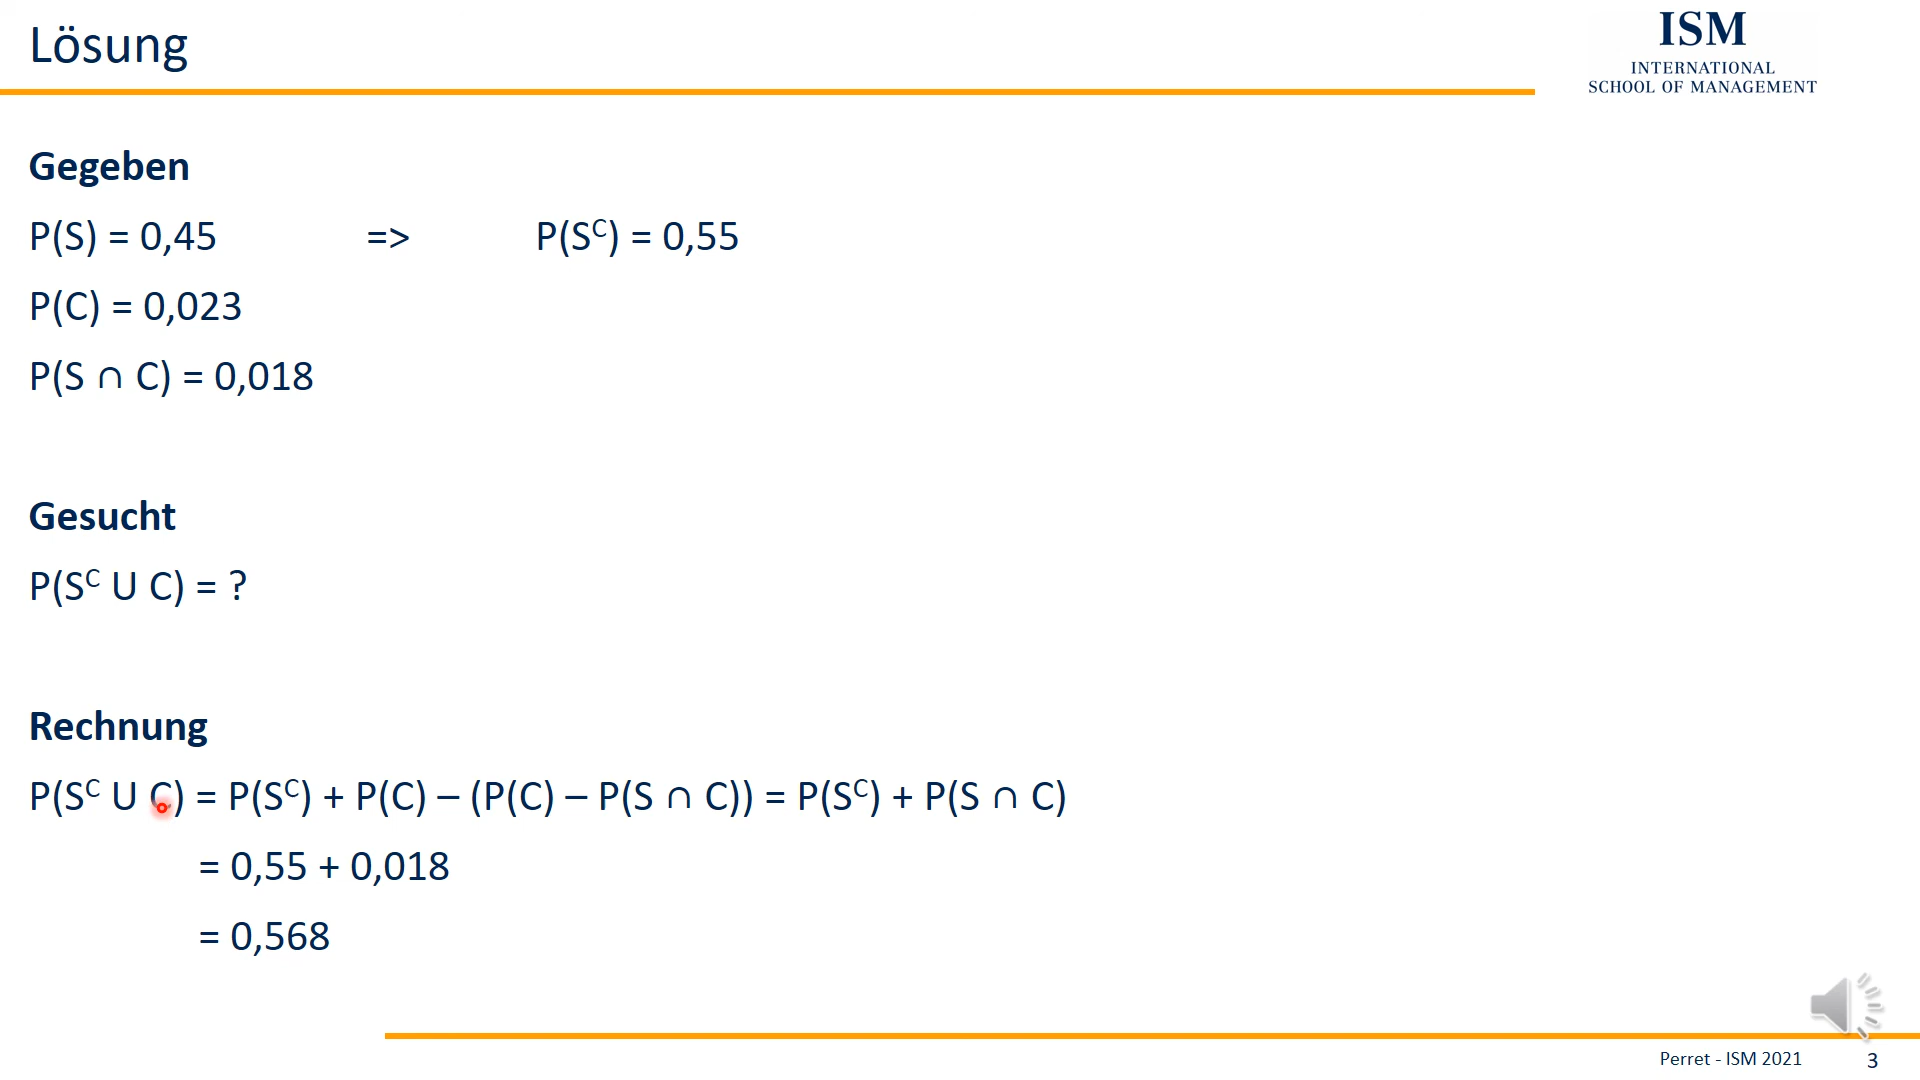 Lösung
ISM
INTERNATIONAL
SCHOOL OF MANAGEMENT
Gegeben
P(S) = 0,45 => P(Sᶜ) = 0,55
P(C) = 0,023
P(S ∩ C) = 0,018
Gesucht
P(Sᶜ U C) = ?
Rechnung
P(Sᶜ U C) = P(Sᶜ) + P(C) – (P(C) – P(S ∩ C)) = P(Sᶜ) + P(S ∩ C)
= 0,55 + 0,018
= 0,568
Perret - ISM 2021 3